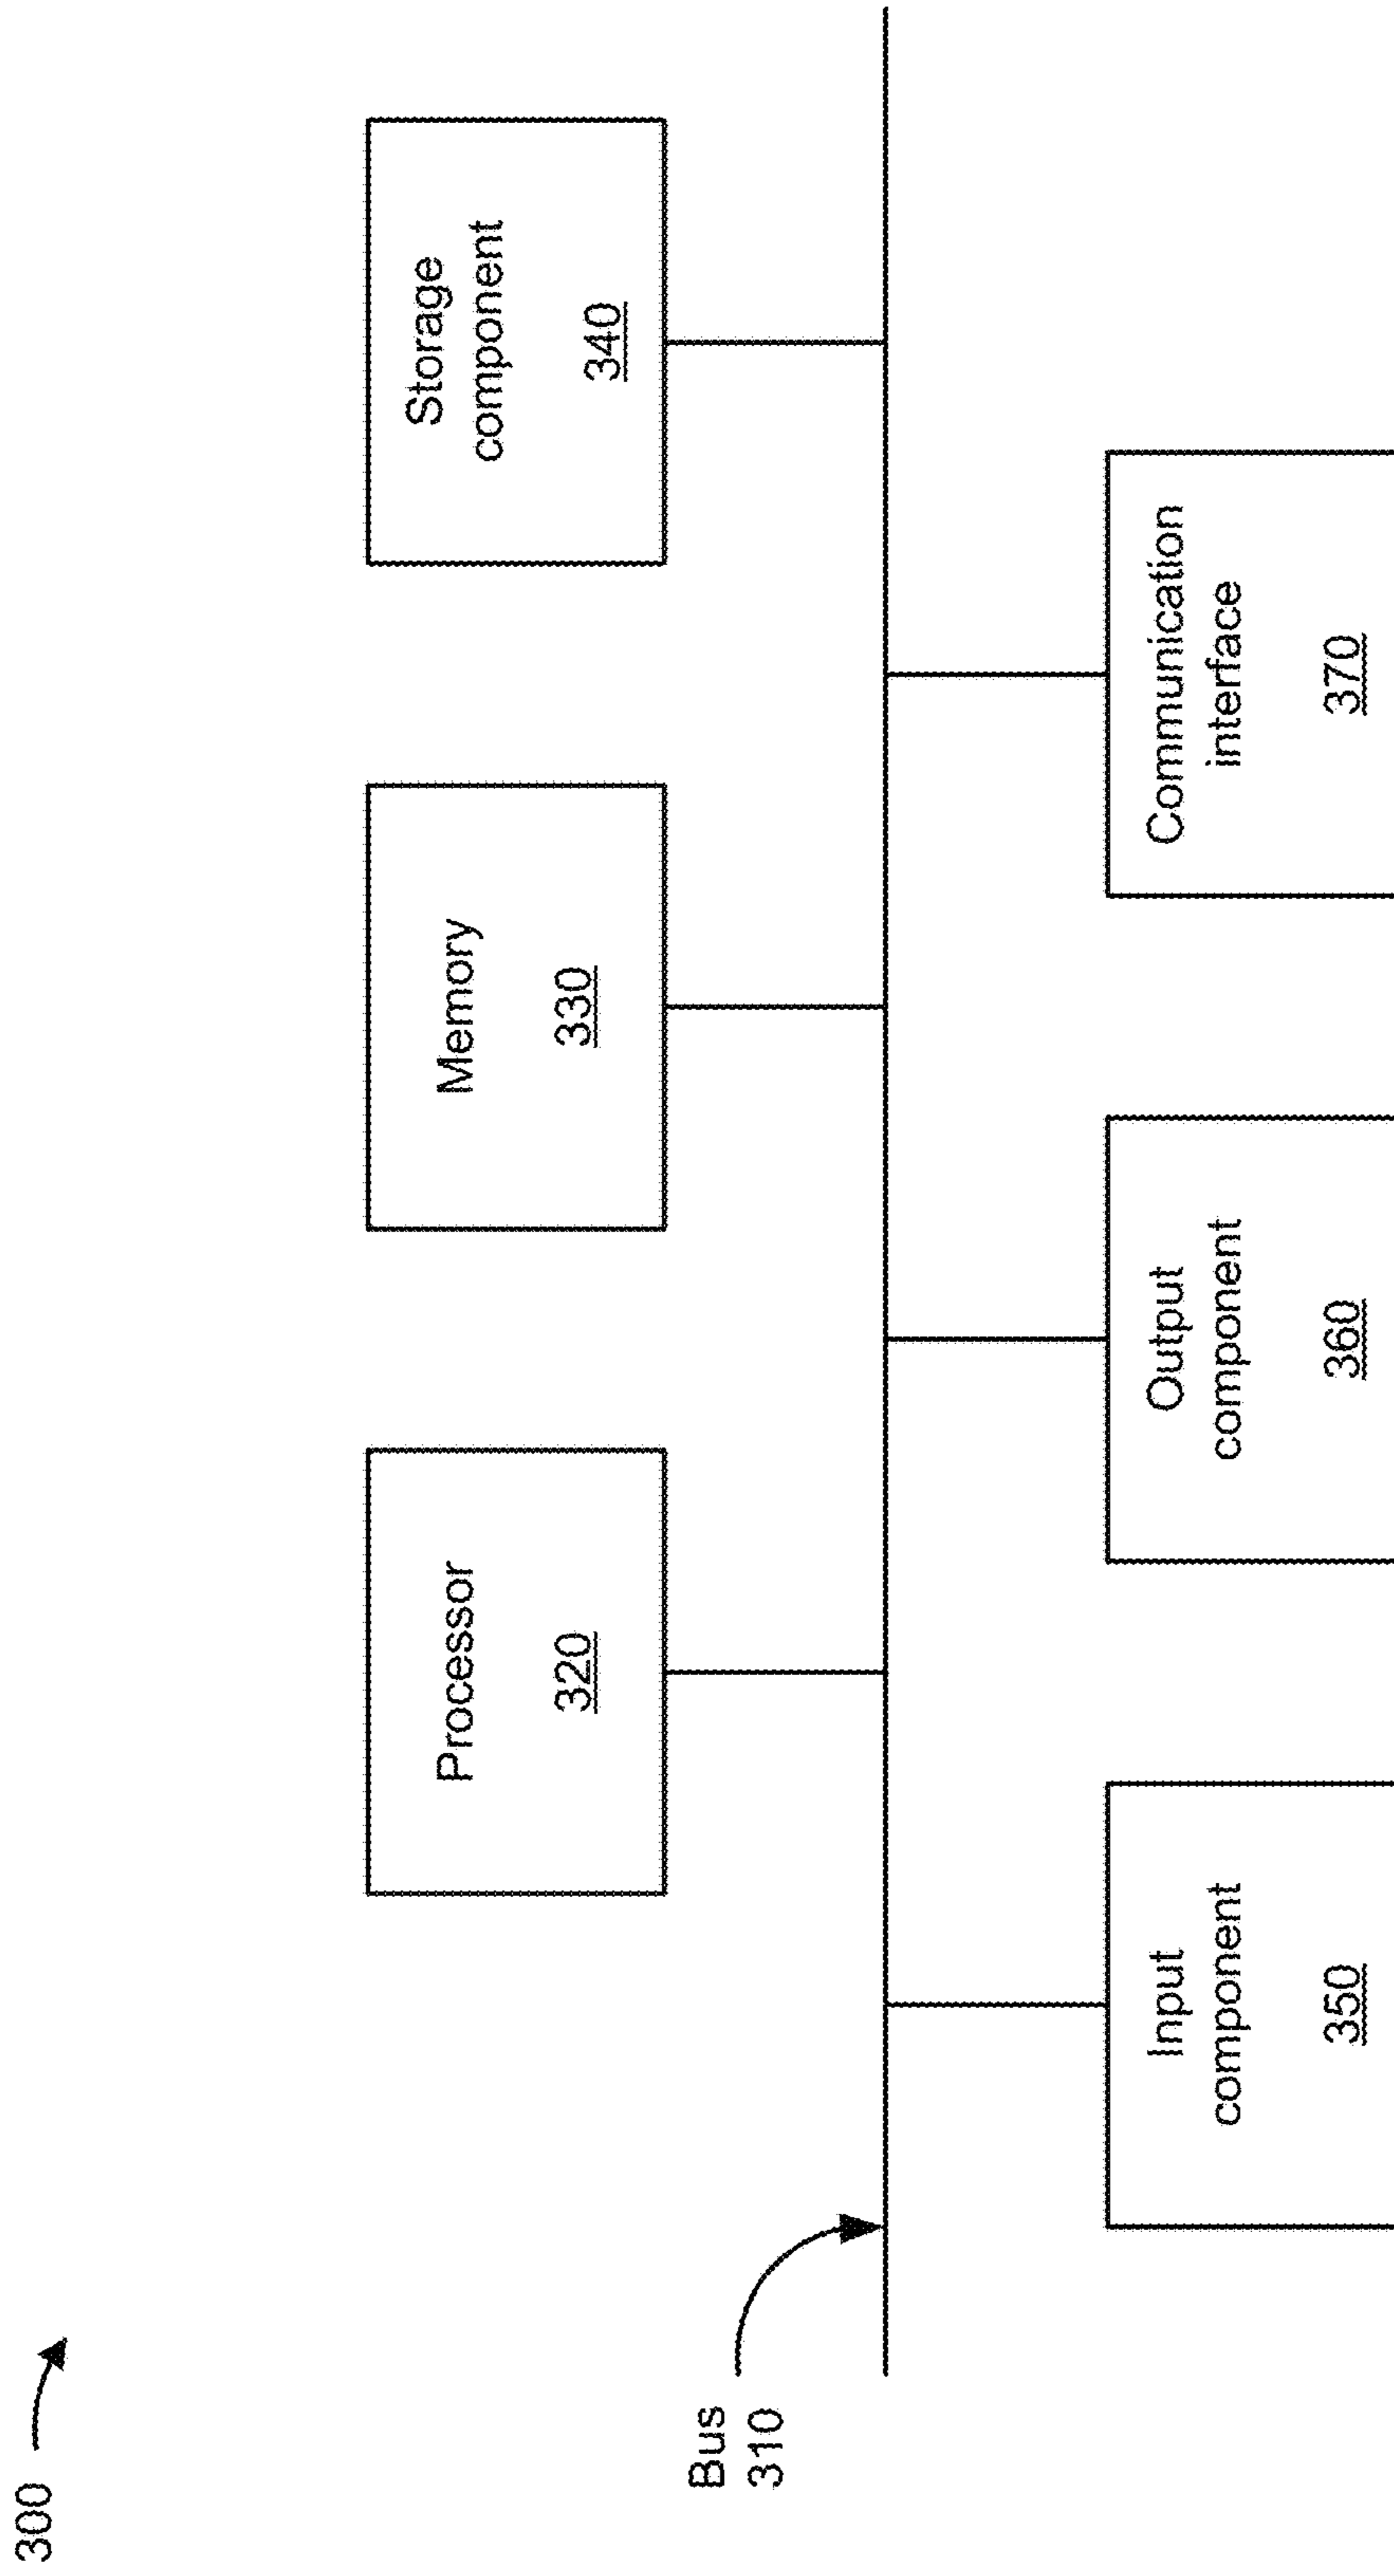 300
Processor
320
Memory
330
Storage
component
340
Bus
310
Input
component
350
Output
component
360
Communication
interface
370